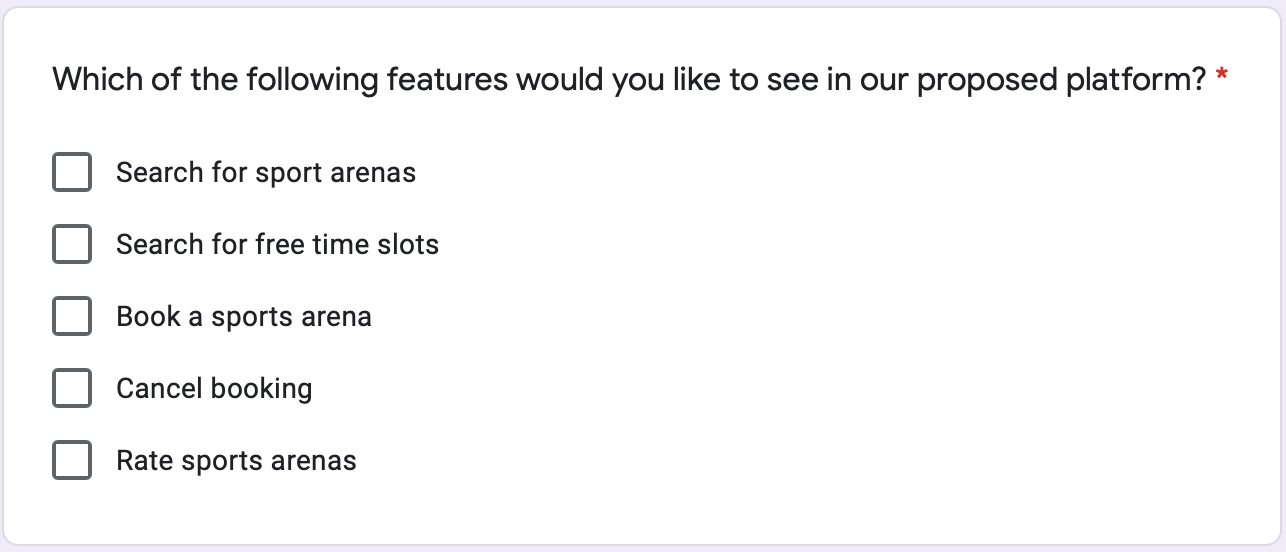 Which of the following features would you like to see in our proposed platform? *
Search for sport arenas
Search for free time slots
Book a sports arena
Cancel booking
Rate sports arenas